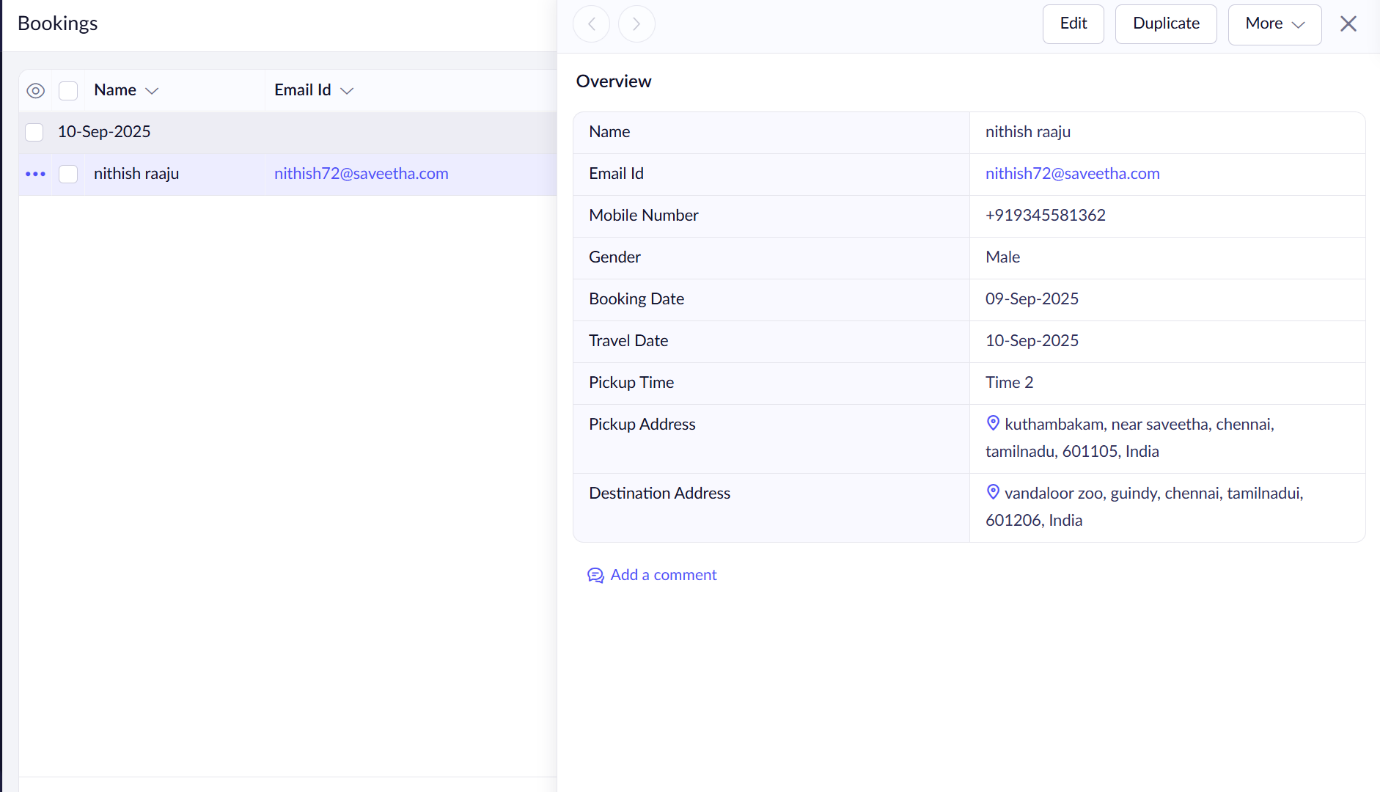 Bookings
Edit
Duplicate
More
Name
Email Id
10-Sep-2025
nithish raaju
nithish72@saveetha.com
Overview
Name
nithish raaju
Email Id
nithish72@saveetha.com
Mobile Number
+919345581362
Gender
Male
Booking Date
09-Sep-2025
Travel Date
10-Sep-2025
Pickup Time
Time 2
Pickup Address
kuthambakam, near saveetha, chennai,
tamilnadu, 601105, India
Destination Address
vandaloor zoo, guindy, chennai, tamilnadui,
601206, India
Add a comment